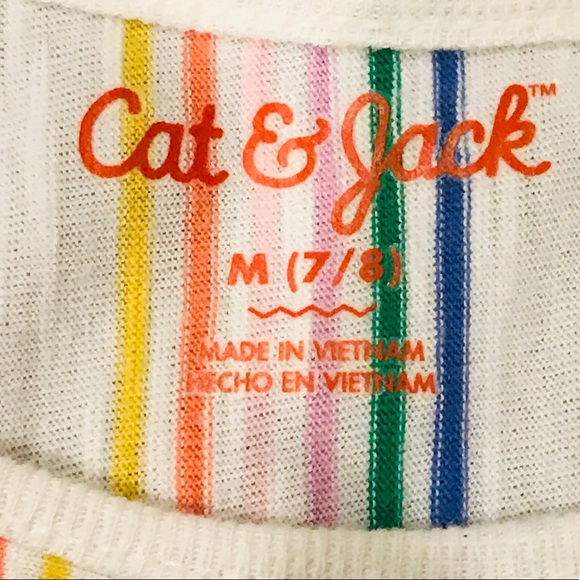 Cat & Jack™
M (7/8)
MADE IN VIETNAM
HECHO EN VIETNAM